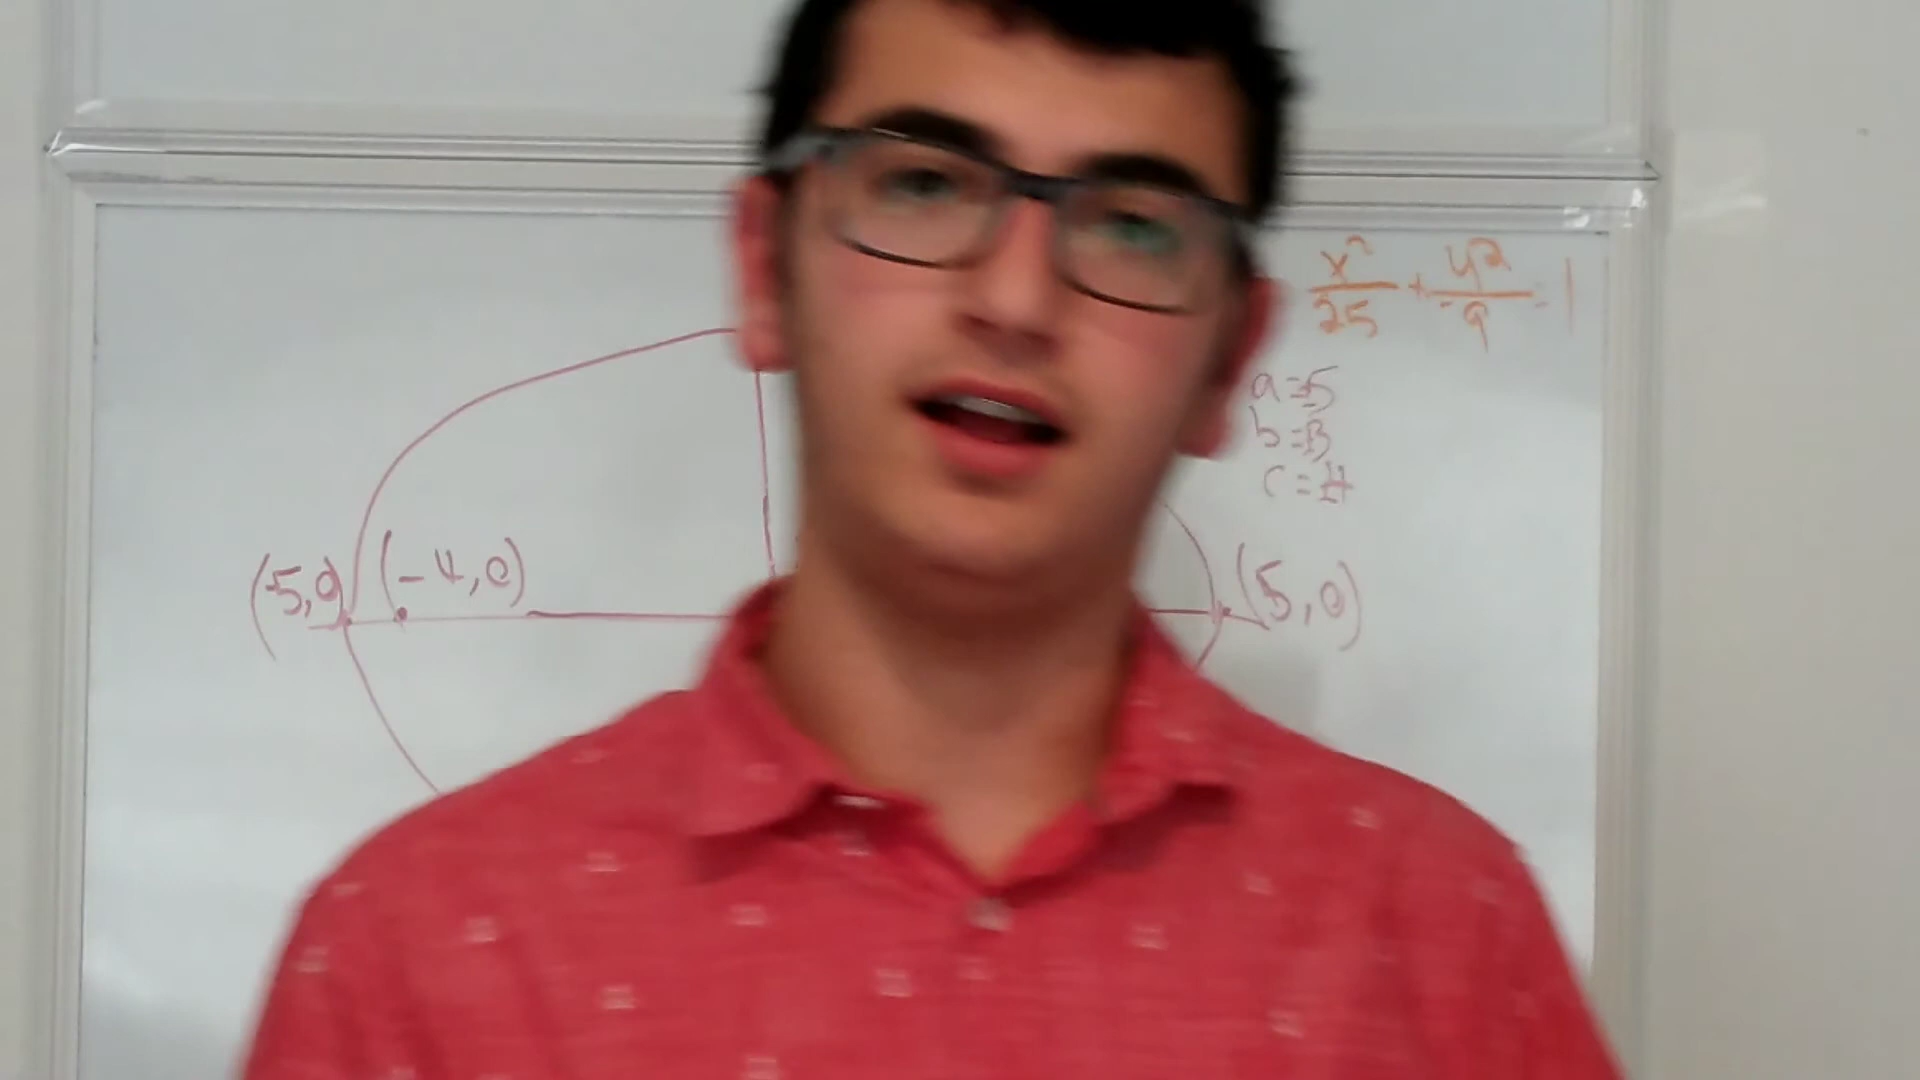 x²/25 + y²/9 = 1
a=5
b=3
c=4
(-5,0) (-4,0) (5,0)